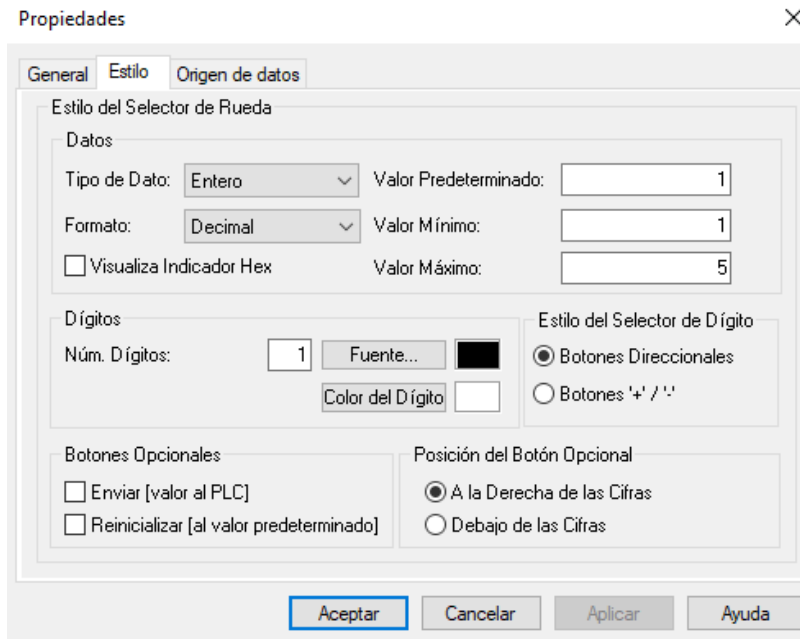 Propiedades
General Estilo Origen de datos
Estilo del Selector de Rueda
Datos
Tipo de Dato: Entero Valor Predeterminado: 1
Formato: Decimal Valor Mínimo: 1
Visualiza Indicador Hex Valor Máximo: 5
Dígitos Estilo del Selector de Dígito
Núm. Dígitos: 1 Fuente... Botones Direccionales
Color del Dígito Botones '+' / '-'
Botones Opcionales Posición del Botón Opcional
Enviar [valor al PLC] A la Derecha de las Cifras
Reinicializar [al valor predeterminado] Debajo de las Cifras
Aceptar Cancelar Aplicar Ayuda